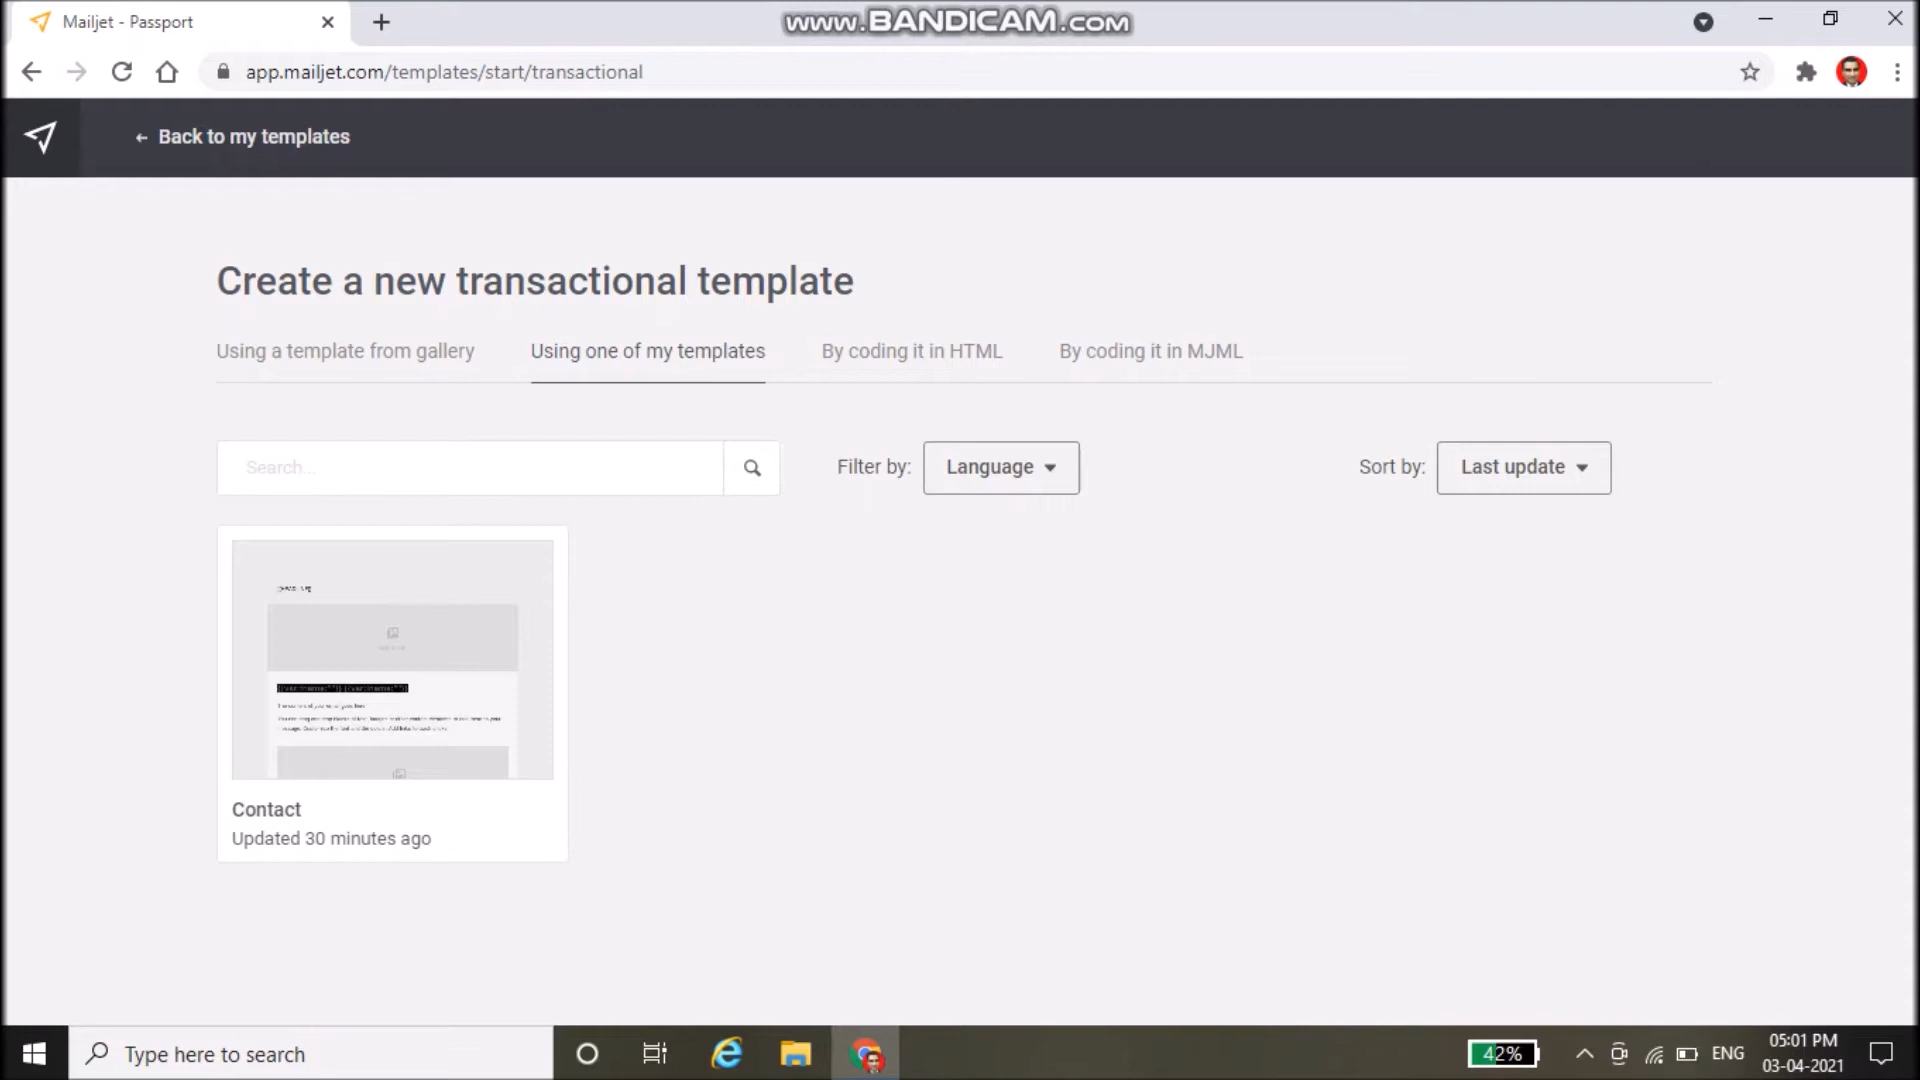 Mailjet - Passport
www.BANDICAM.com
app.mailjet.com/templates/start/transactional
← Back to my templates
Create a new transactional template
Using a template from gallery
Using one of my templates
By coding it in HTML
By coding it in MJML
Search...
Filter by:
Language
Sort by:
Last update
Contact
Updated 30 minutes ago
Type here to search
42%
ENG
05:01 PM
03-04-2021